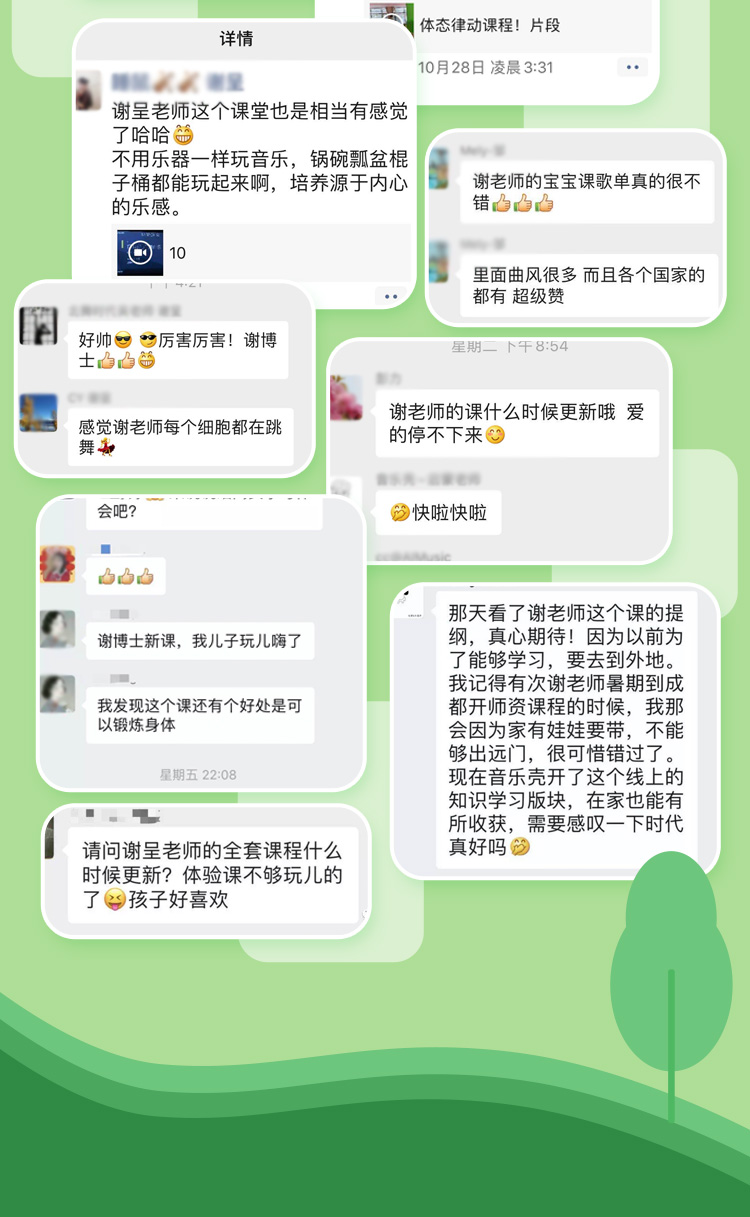 体态律动课程！片段
10月28日 凌晨3:31
详情
谢呈老师这个课堂也是相当有感觉
了哈哈😁
不用乐器一样玩音乐，锅碗瓢盆棍
子桶都能玩起来啊，培养源于内心
的乐感。
10
谢老师的宝宝课歌单真的很不
错👍👍👍
里面曲风很多 而且各个国家的
都有 超级赞
好帅😎 😎厉害厉害！谢博
士👍👍😁
感觉谢老师每个细胞都在跳
舞💃
星期二 下午8:54
谢老师的课什么时候更新哦 爱
的停不下来😊
🤭快啦快啦
会吧?
👍👍👍
谢博士新课，我儿子玩儿嗨了
我发现这个课还有个好处是可
以锻炼身体
星期五 22:08
那天看了谢老师这个课的提
纲，真心期待！因为以前为
了能够学习，要去到外地。
我记得有次谢老师暑期到成
都开师资课程的时候，我那
会因为家有娃娃要带，不能
够出远门，很可惜错过了。
现在音乐壳开了这个线上的
知识学习版块，在家也能有
所收获，需要感叹一下时代
真好吗🤭
请问谢呈老师的全套课程什么
时候更新？体验课不够玩儿的
了😝孩子好喜欢